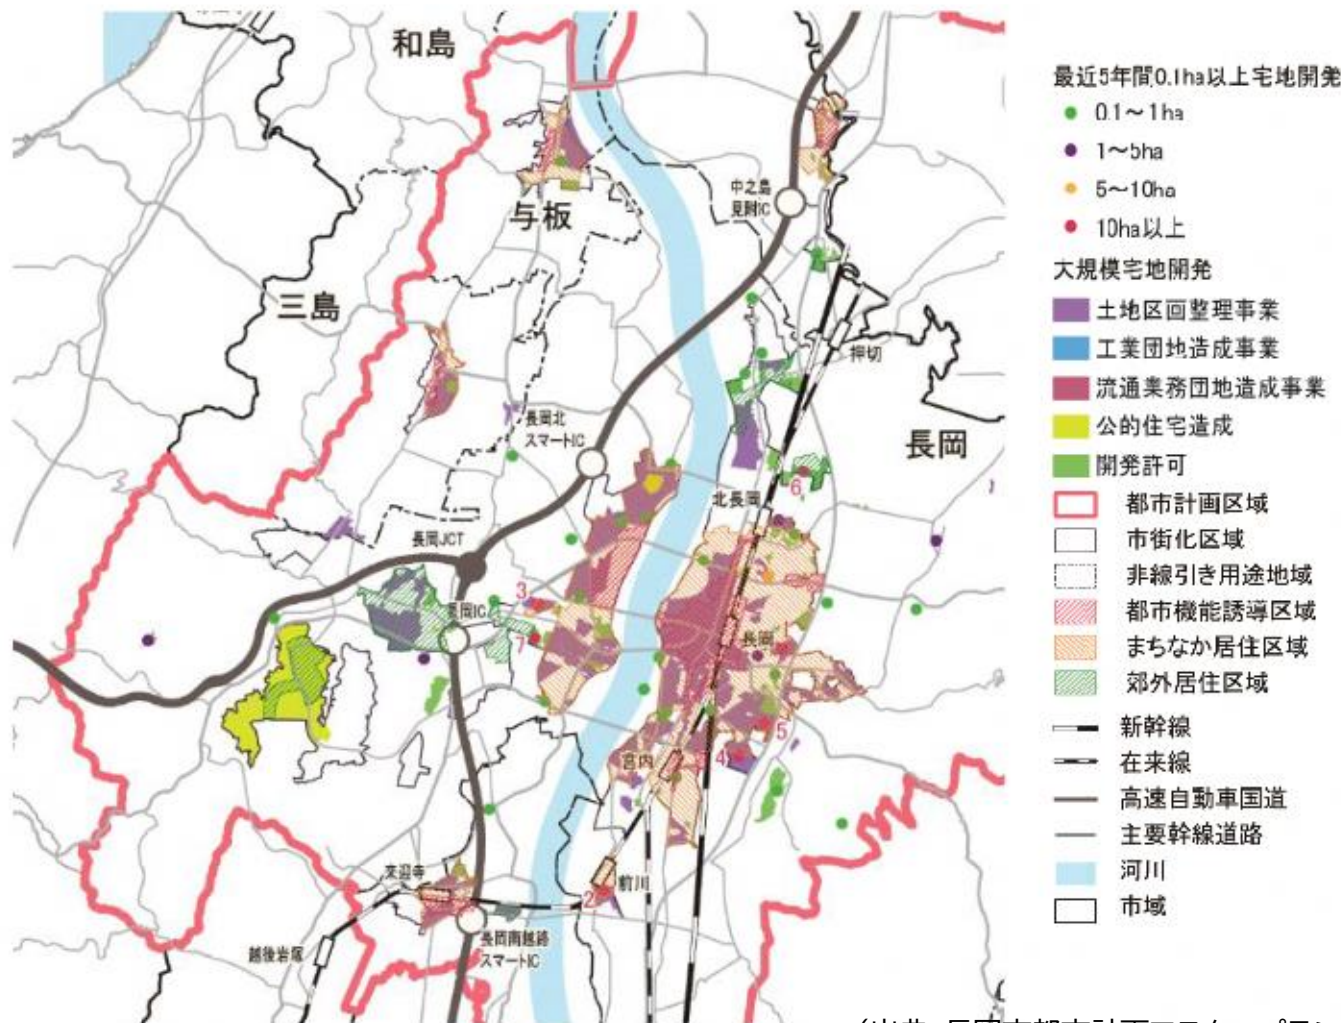 和島
与板
中之島
見附IC
三島
押切
長岡北
スマートIC
長岡
北長岡
6
長岡JCT
3
長岡IC
7
長岡
1
5
宮内
4
来迎寺
前川
2
越後岩塚
長岡南越路
スマートIC
最近5年間0.1ha以上宅地開発
0.1～1ha
1～5ha
5～10ha
10ha以上
大規模宅地開発
土地区画整理事業
工業団地造成事業
流通業務団地造成事業
公的住宅造成
開発許可
都市計画区域
市街化区域
非線引き用途地域
都市機能誘導区域
まちなか居住区域
郊外居住区域
新幹線
在来線
高速自動車国道
主要幹線道路
河川
市域